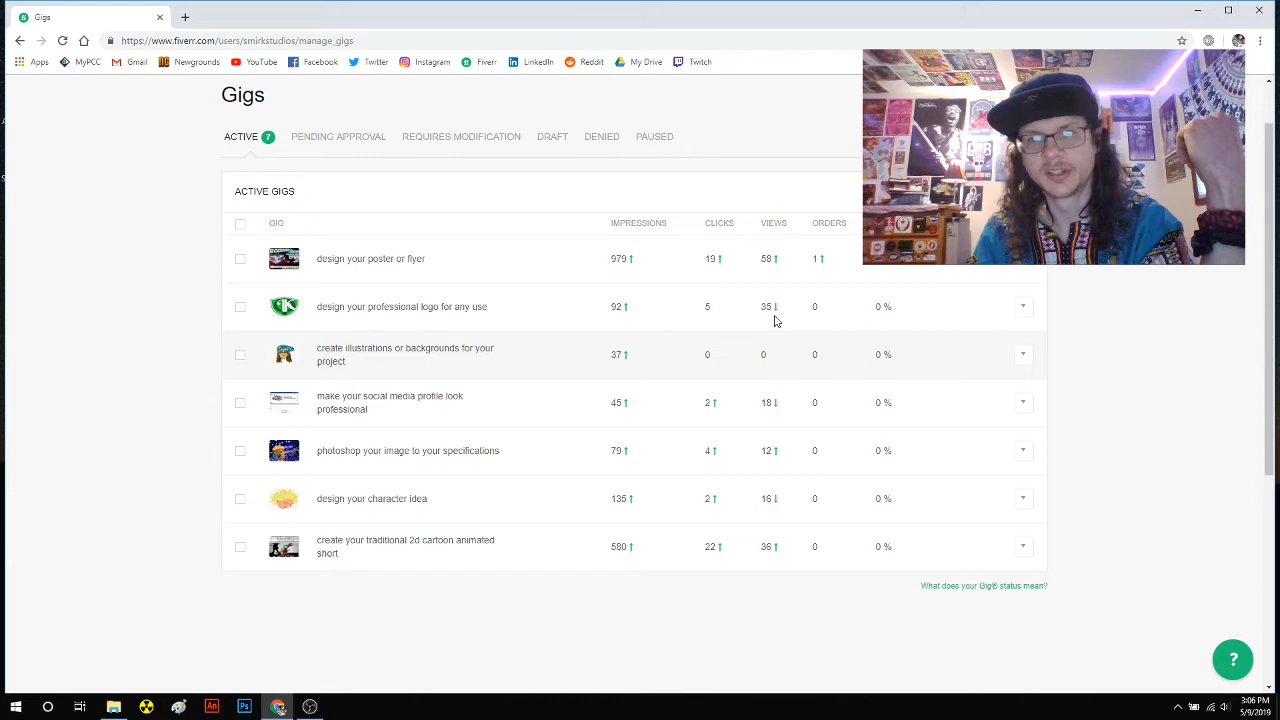 Gigs
https://www.fiverr.com/users/smirkstudios/manage_gigs
Apps MyPCC Gmail Newgrounds YouTube Facebook Twitter Instagram Fiverr LinkedIn Reddit My Drive Twitch
Gigs
ACTIVE 7 PENDING APPROVAL REQUIRES MODIFICATION DRAFT DENIED PAUSED
ACTIVE GIGS
GIG IMPRESSIONS CLICKS VIEWS ORDERS
design your poster or flyer 979 19 58 1
design your professional logo for any use 92 5 35 0 0 %
create illustrations or backgrounds for your
project 37 0 0 0 0 %
make your social media profile look
professional 45 2 18 0 0 %
photoshop your image to your specifications 79 4 12 0 0 %
design your character idea 135 2 16 0 0 %
create your traditional 2d cartoon animated
short 580 22 36 0 0 %
What does your Gig® status mean?
?
An Ps
3:06 PM
5/9/2019